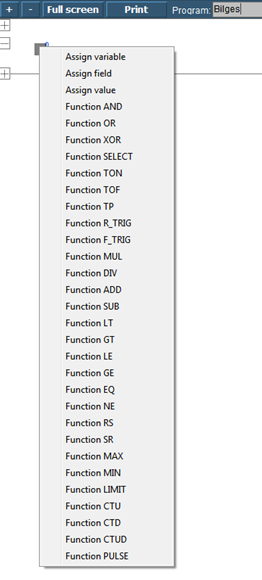 + - Full screen Print Program: Bilges
Assign variable
Assign field
Assign value
Function AND
Function OR
Function XOR
Function SELECT
Function TON
Function TOF
Function TP
Function R_TRIG
Function F_TRIG
Function MUL
Function DIV
Function ADD
Function SUB
Function LT
Function GT
Function LE
Function GE
Function EQ
Function NE
Function RS
Function SR
Function MAX
Function MIN
Function LIMIT
Function CTU
Function CTD
Function CTUD
Function PULSE